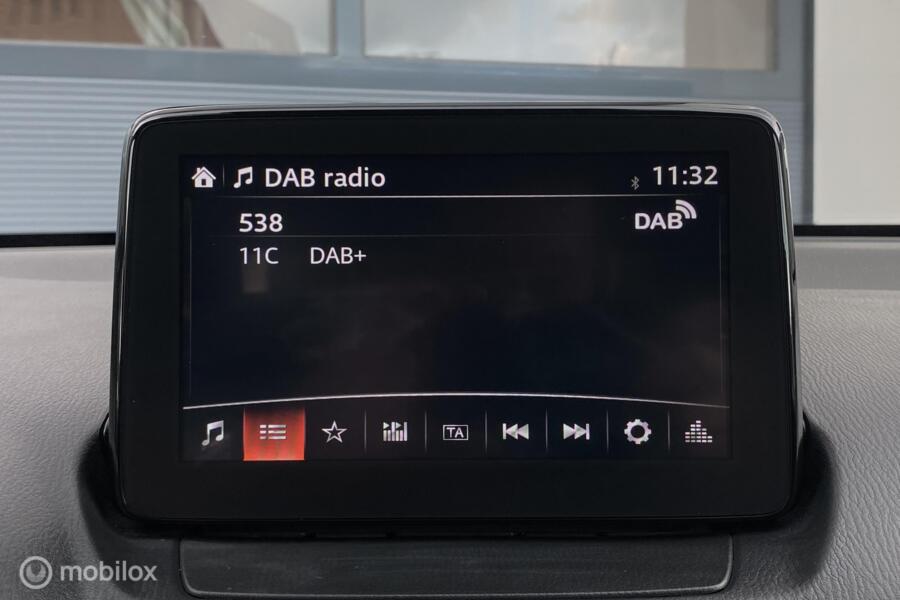 DAB radio 11:32
538 DAB
11C DAB+
TA
mobilox